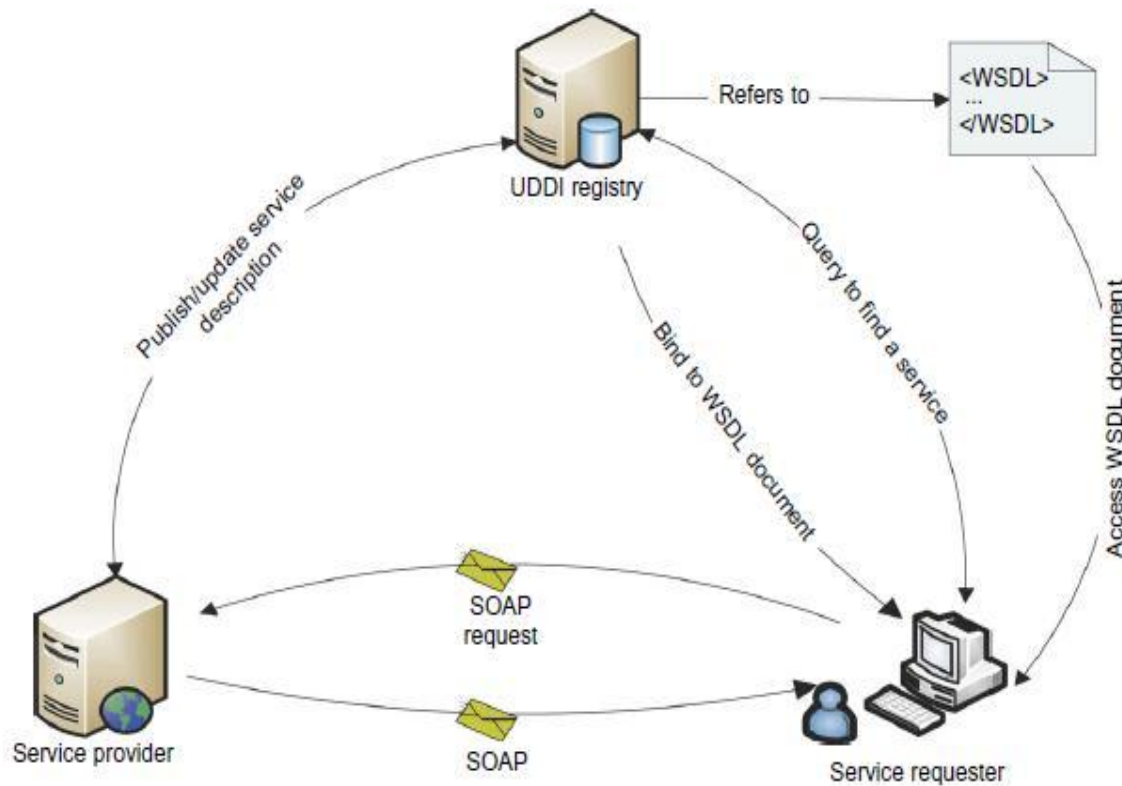 <WSDL>
...
</WSDL>
Refers to
UDDI registry
Publish/update service
description
Query to find a service
Bind to WSDL document
Access WSDL document
SOAP
request
SOAP
Service provider
Service requester